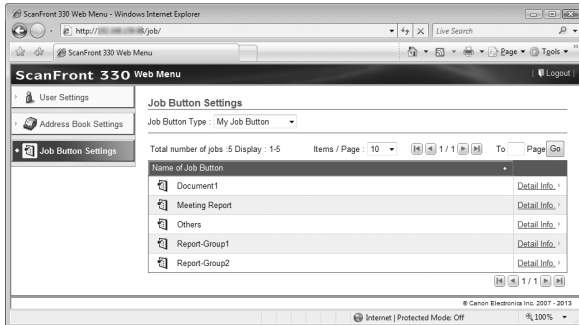 ScanFront 330 Web Menu - Windows Internet Explorer
http:// /job/
Live Search
ScanFront 330 Web Menu
Page Tools
ScanFront 330 Web Menu
Logout
User Settings
Address Book Settings
Job Button Settings
Job Button Settings
Job Button Type : My Job Button
Total number of jobs :5 Display : 1-5 Items / Page : 10 1 / 1 To Page Go
Name of Job Button
Document1 Detail Info.
Meeting Report Detail Info.
Others Detail Info.
Report-Group1 Detail Info.
Report-Group2 Detail Info.
1 / 1
© Canon Electronics Inc. 2007 - 2013
Internet | Protected Mode: Off 100%